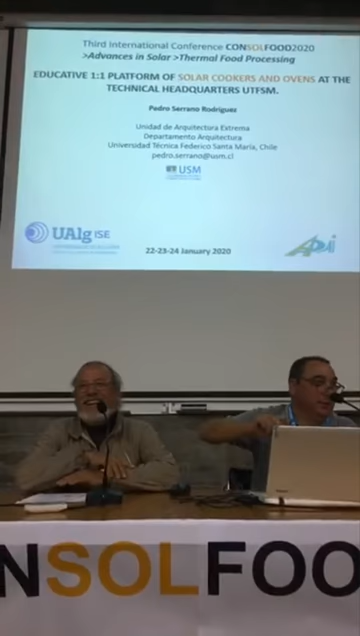 Third International Conference CONSOLFOOD2020
>Advances in Solar >Thermal Food Processing
EDUCATIVE 1:1 PLATFORM OF SOLAR COOKERS AND OVENS AT THE
TECHNICAL HEADQUARTERS UTFSM.
Pedro Serrano Rodríguez
Unidad de Arquitectura Extrema
Departamento Arquitectura
Universidad Técnica Federico Santa María, Chile
pedro.serrano@usm.cl
USM
UAlg ISE
22-23-24 January 2020
NSOLFOO